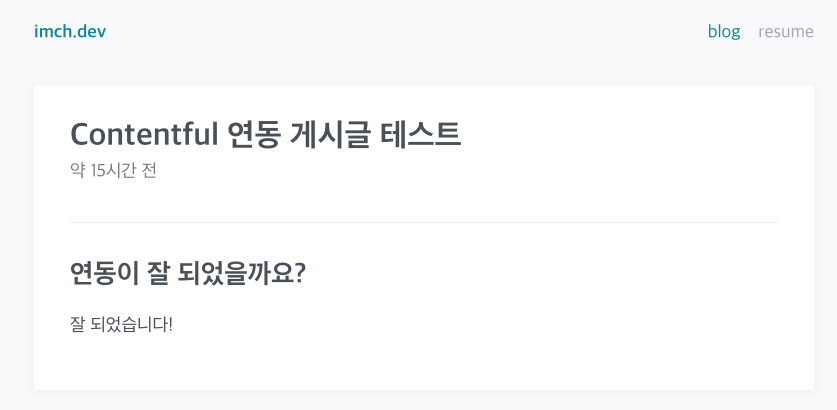 imch.dev
blog resume
Contentful 연동 게시글 테스트
약 15시간 전
연동이 잘 되었을까요?
잘 되었습니다!